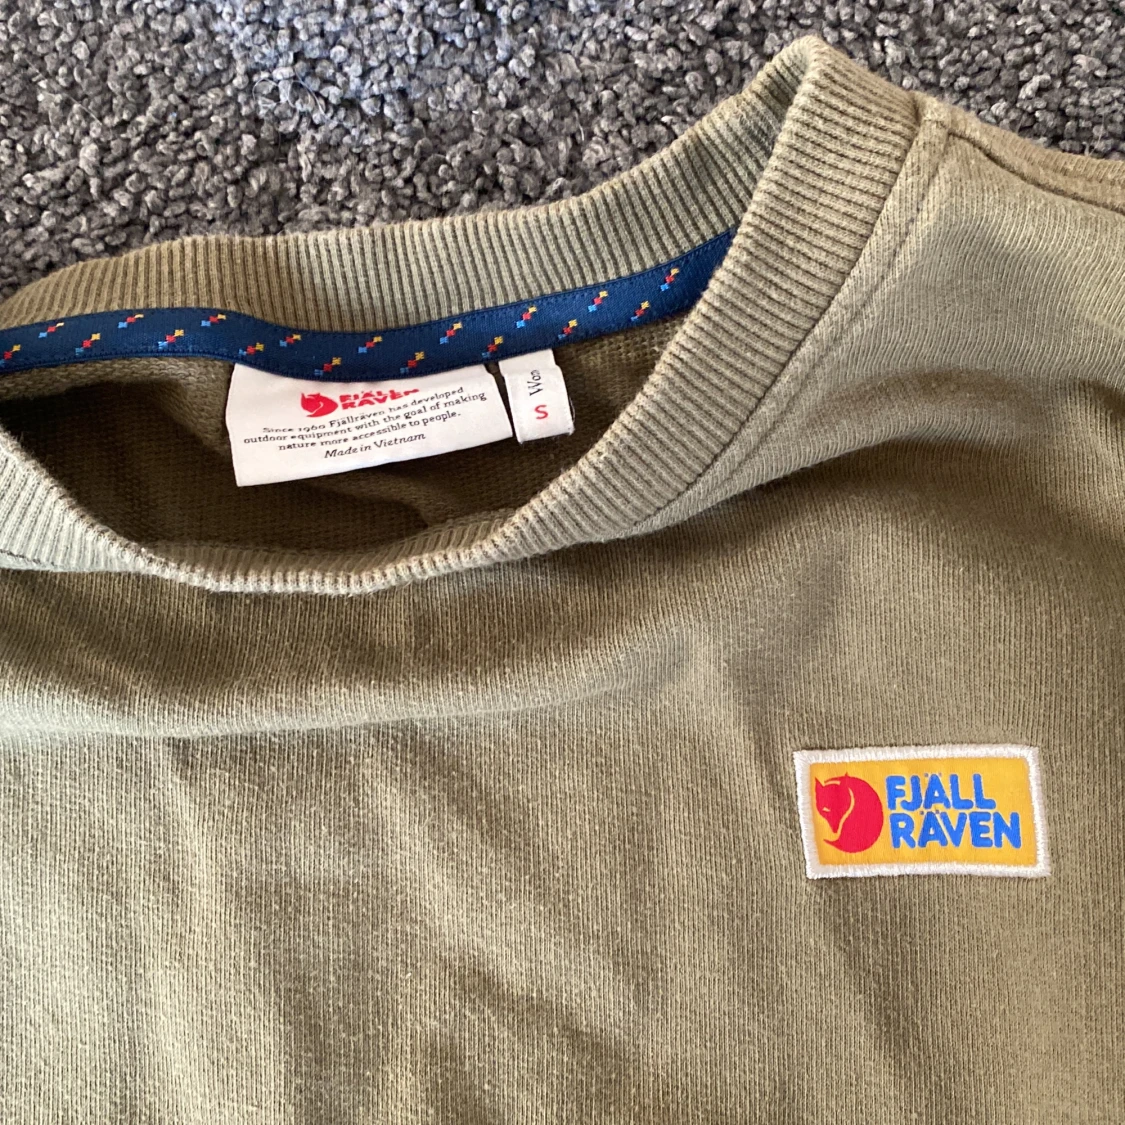 FJÄLL
RÄVEN
Since 1960 Fjällräven has developed
outdoor equipment with the goal of making
nature more accessible to people.
Made in Vietnam
S
FJÄLL
RÄVEN